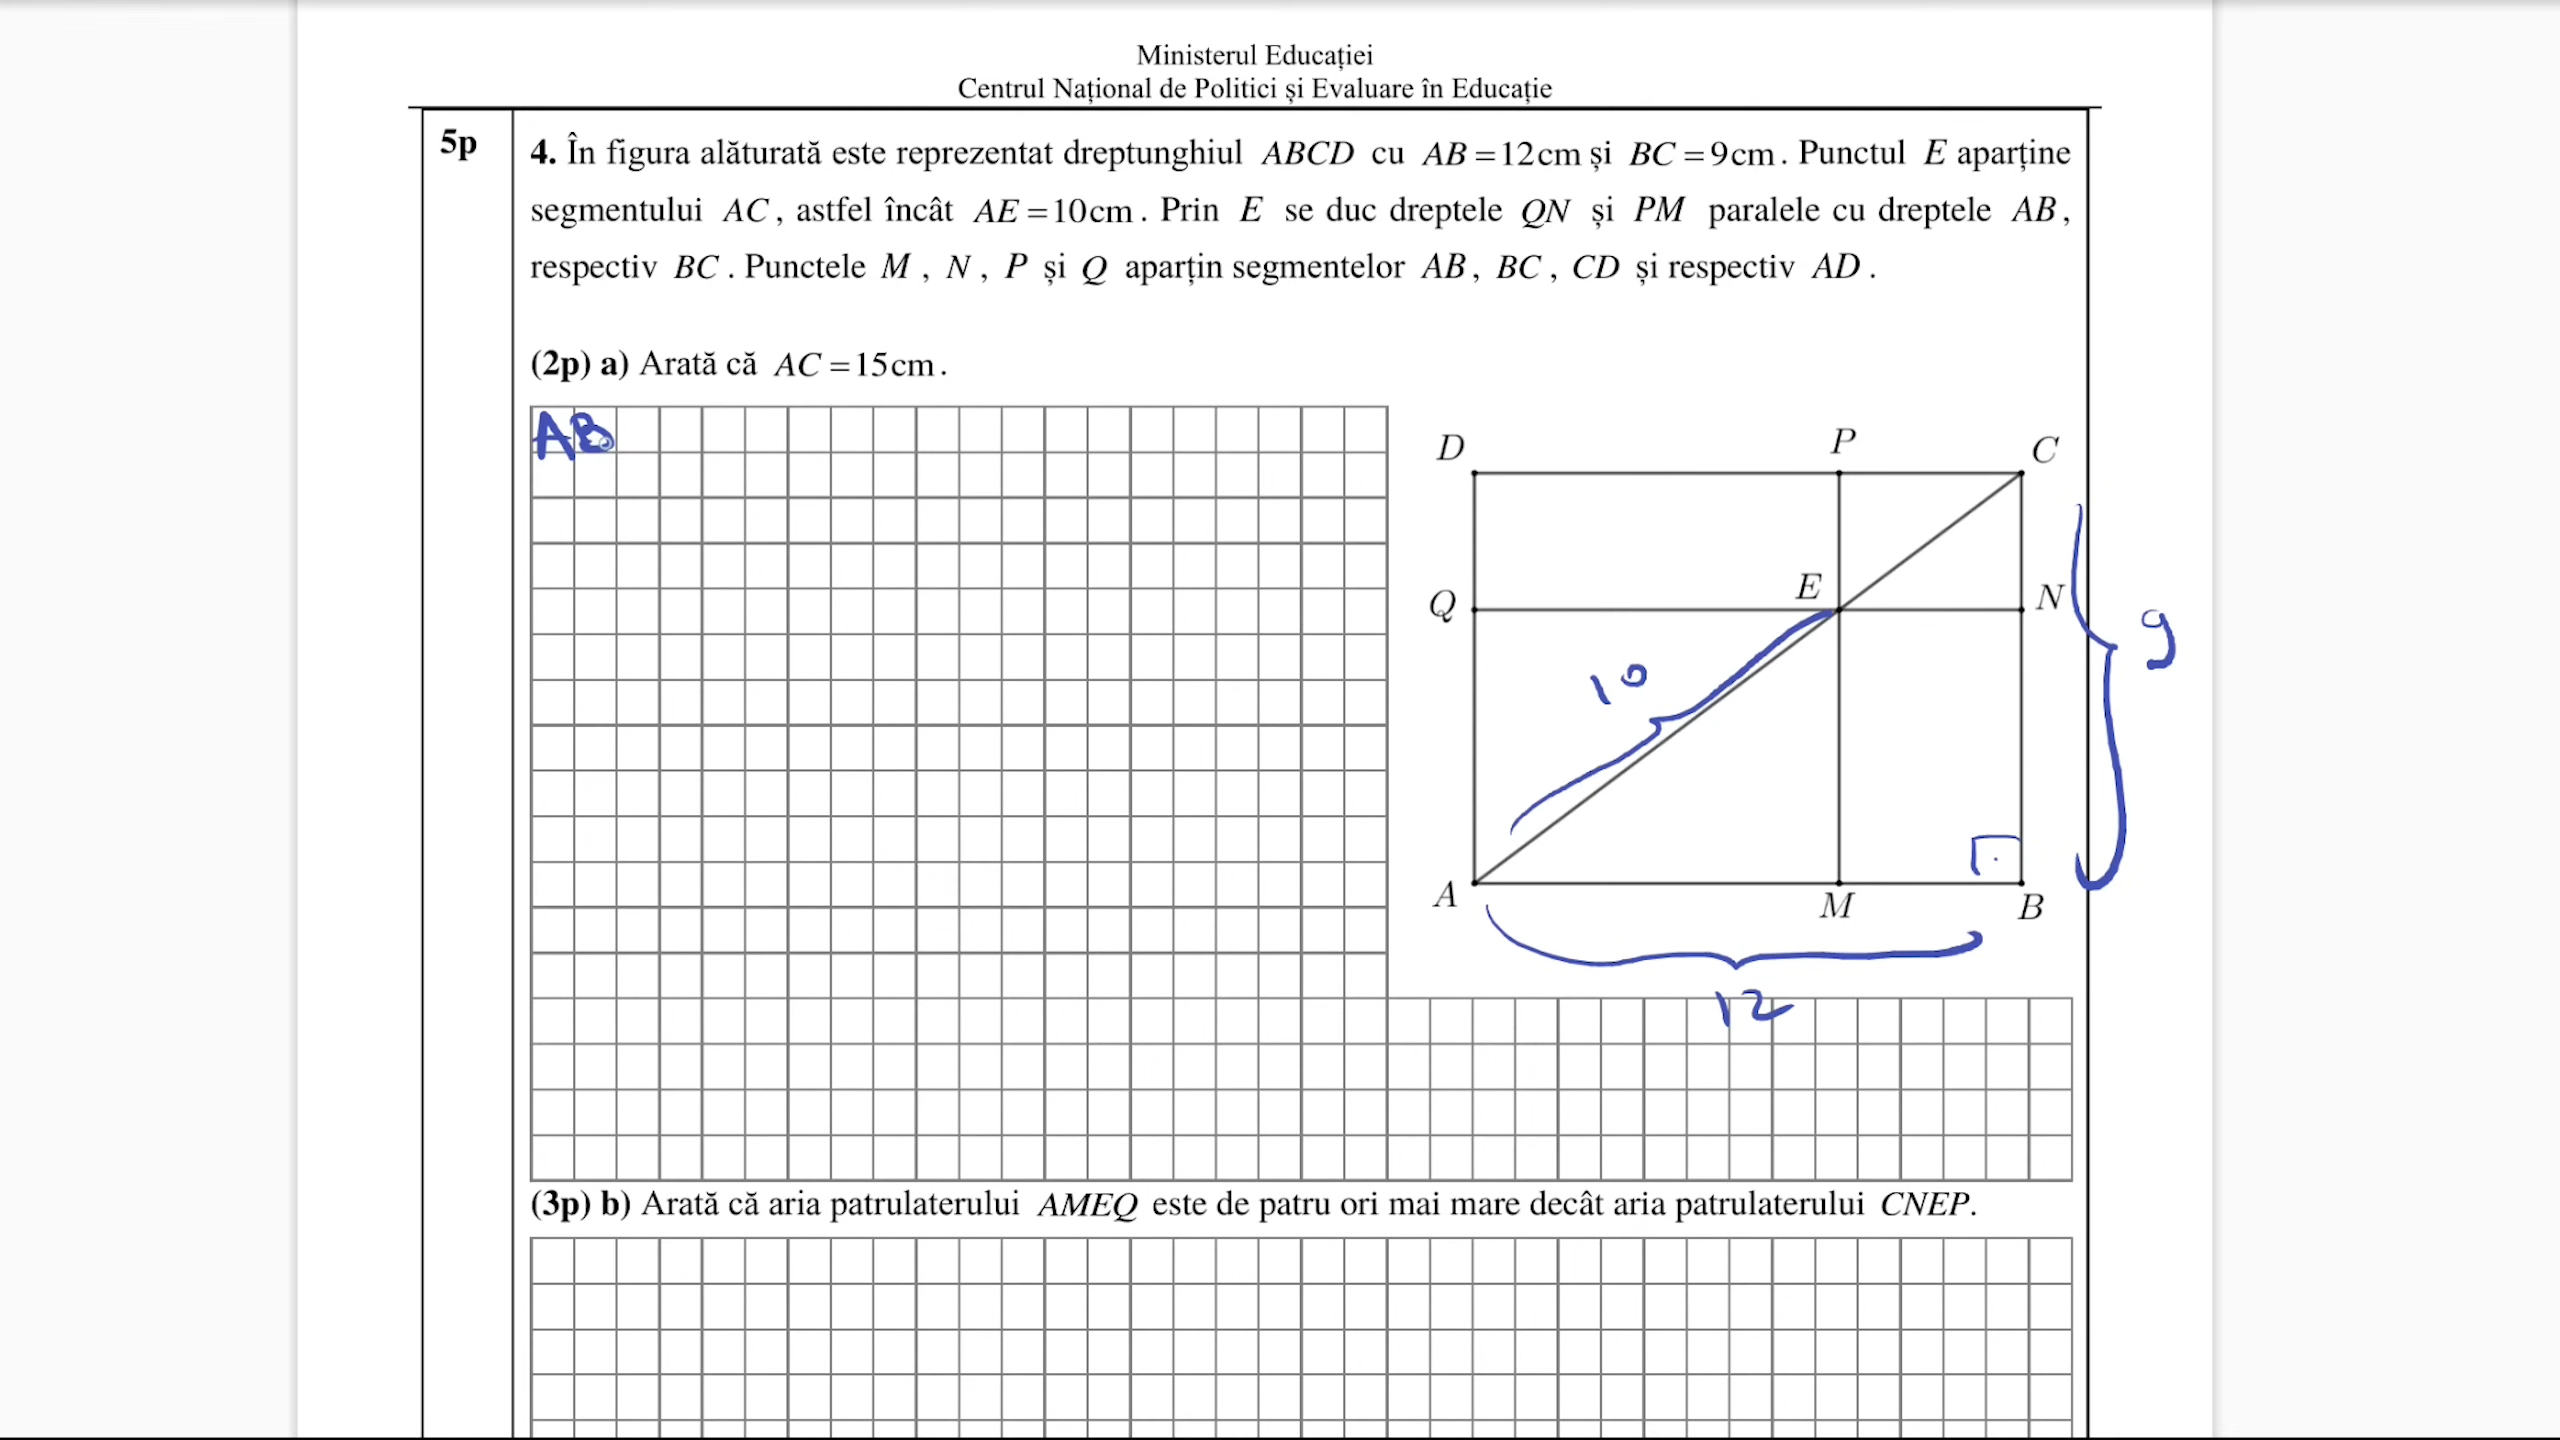 Ministerul Educației
Centrul Național de Politici și Evaluare în Educație
5p
4. În figura alăturată este reprezentat dreptunghiul ABCD cu AB = 12cm și BC = 9cm. Punctul E aparține
segmentului AC, astfel încât AE = 10cm. Prin E se duc dreptele QN și PM paralele cu dreptele AB,
respectiv BC. Punctele M, N, P și Q aparțin segmentelor AB, BC, CD și respectiv AD.
(2p) a) Arată că AC = 15cm.
AB
D P C
Q E N
10
9
A M B
12
(3p) b) Arată că aria patrulaterului AMEQ este de patru ori mai mare decât aria patrulaterului CNEP.